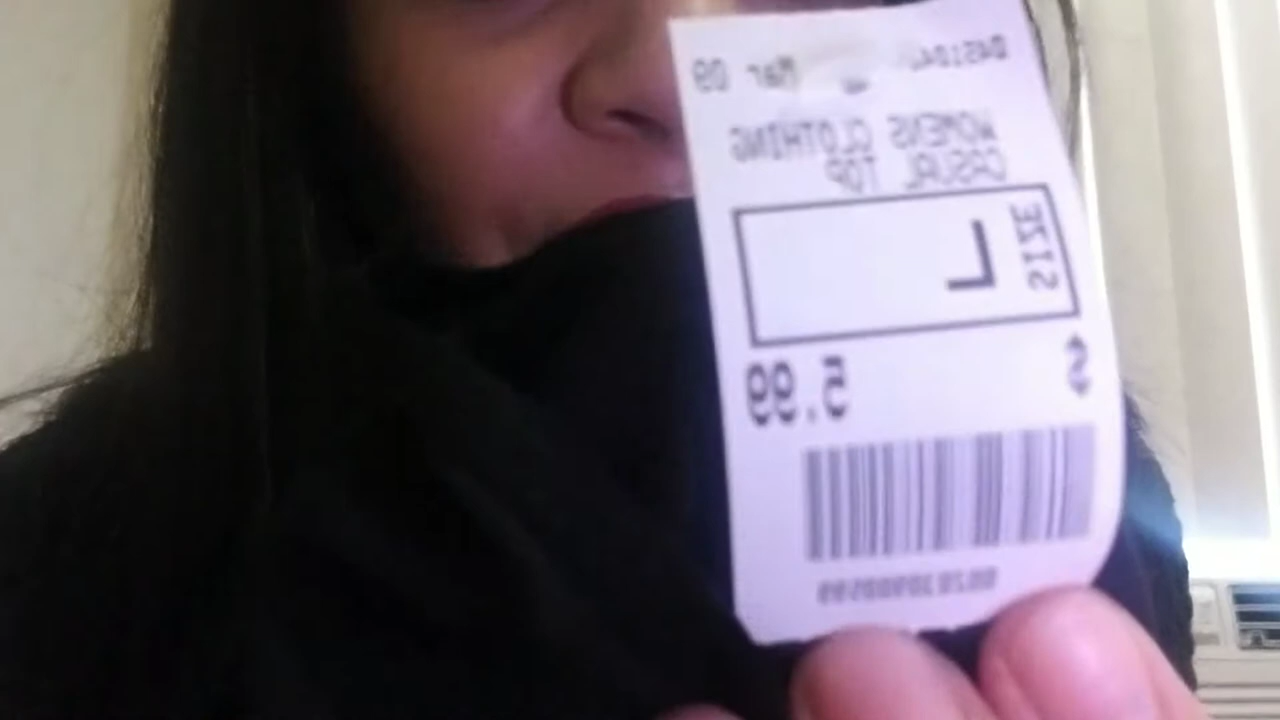 Mar 09
WOMENS CLOTHING
CASUAL TOP
SIZE L
$ 5.99